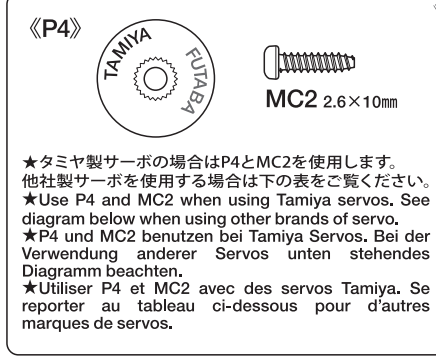 《P4》
TAMIYA
FUTABA
MC2 2.6×10㎜
★タミヤ製サーボの場合はP4とMC2を使用します。
他社製サーボを使用する場合は下の表をご覧ください。
★Use P4 and MC2 when using Tamiya servos. See
diagram below when using other brands of servo.
★P4 und MC2 benutzen bei Tamiya Servos. Bei der
Verwendung anderer Servos unten stehendes
Diagramm beachten.
★Utiliser P4 et MC2 avec des servos Tamiya. Se
reporter au tableau ci-dessous pour d'autres
marques de servos.